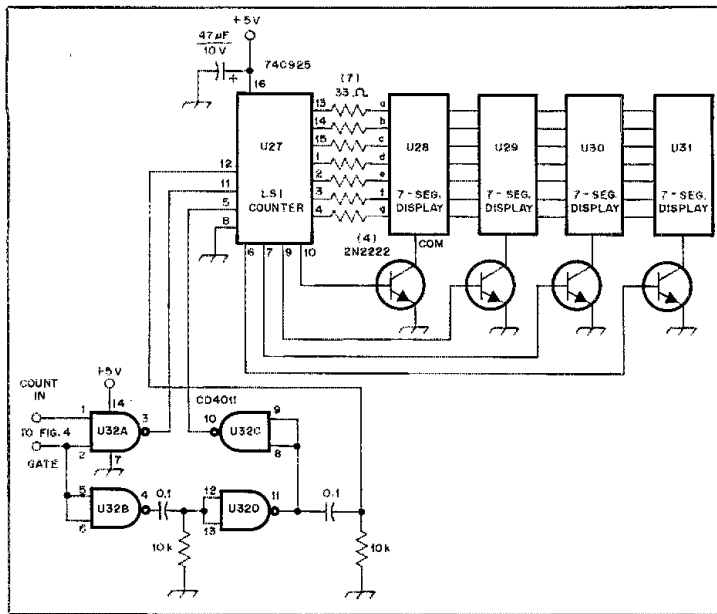 +5V
47µF
10V
+
74C925
16
(7)
33 Ω
13
14
15
1
2
3
4
a
b
c
d
e
f
g
U27
LSI
COUNTER
12
11
5
8
6
7
9
10
U28
7-SEG.
DISPLAY
U29
7-SEG.
DISPLAY
U30
7-SEG.
DISPLAY
U31
7-SEG.
DISPLAY
(4)
2N2222
COM
+5V
COUNT
IN
TO FIG. 4
GATE
1
2
14
U32A
3
7
CD4011
10
U32C
9
8
5
6
U32B
4
0.1
10k
12
13
U32D
11
0.1
10k